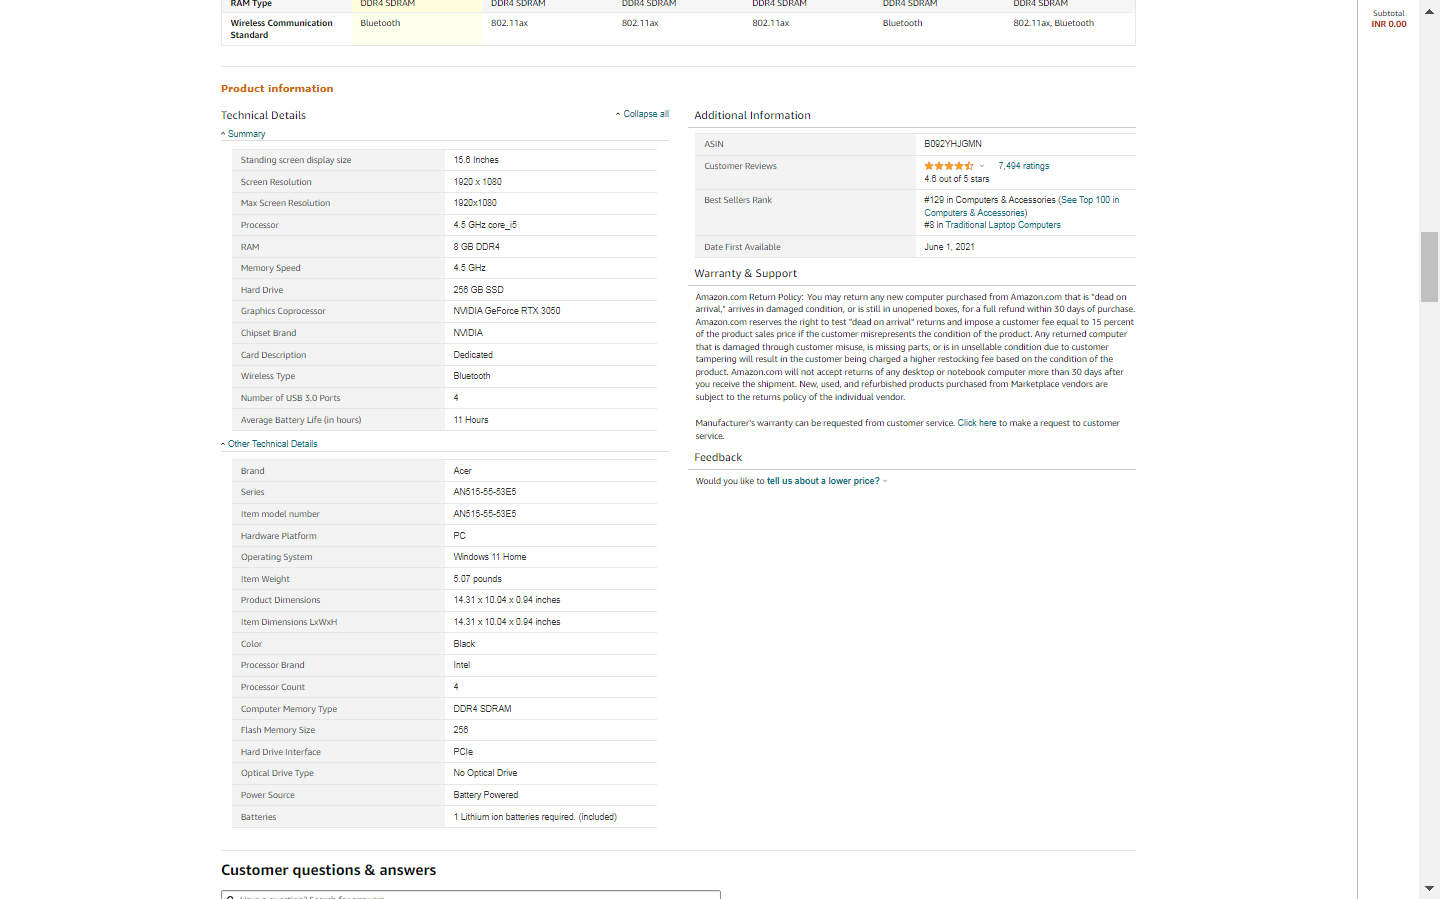 RAM Type DDR4 SDRAM DDR4 SDRAM DDR4 SDRAM DDR4 SDRAM DDR4 SDRAM DDR4 SDRAM
Wireless Communication Standard Bluetooth 802.11ax 802.11ax 802.11ax Bluetooth 802.11ax, Bluetooth
Subtotal
INR 0.00
Product information
Technical Details
Collapse all
Summary
Standing screen display size 15.6 Inches
Screen Resolution 1920 x 1080
Max Screen Resolution 1920x1080
Processor 4.5 GHz core_i5
RAM 8 GB DDR4
Memory Speed 4.5 GHz
Hard Drive 256 GB SSD
Graphics Coprocessor NVIDIA GeForce RTX 3050
Chipset Brand NVIDIA
Card Description Dedicated
Wireless Type Bluetooth
Number of USB 3.0 Ports 4
Average Battery Life (in hours) 11 Hours
Other Technical Details
Brand Acer
Series AN515-55-53E5
Item model number AN515-55-53E5
Hardware Platform PC
Operating System Windows 11 Home
Item Weight 5.07 pounds
Product Dimensions 14.31 x 10.04 x 0.94 inches
Item Dimensions LxWxH 14.31 x 10.04 x 0.94 inches
Color Black
Processor Brand Intel
Processor Count 4
Computer Memory Type DDR4 SDRAM
Flash Memory Size 256
Hard Drive Interface PCIe
Optical Drive Type No Optical Drive
Power Source Battery Powered
Batteries 1 Lithium ion batteries required. (included)
Additional Information
ASIN B092YHJGMN
Customer Reviews 7,494 ratings
4.6 out of 5 stars
Best Sellers Rank #129 in Computers & Accessories (See Top 100 in
Computers & Accessories)
#8 in Traditional Laptop Computers
Date First Available June 1, 2021
Warranty & Support
Amazon.com Return Policy: You may return any new computer purchased from Amazon.com that is "dead on
arrival," arrives in damaged condition, or is still in unopened boxes, for a full refund within 30 days of purchase.
Amazon.com reserves the right to test "dead on arrival" returns and impose a customer fee equal to 15 percent
of the product sales price if the customer misrepresents the condition of the product. Any returned computer
that is damaged through customer misuse, is missing parts, or is in unsellable condition due to customer
tampering will result in the customer being charged a higher restocking fee based on the condition of the
product. Amazon.com will not accept returns of any desktop or notebook computer more than 30 days after
you receive the shipment. New, used, and refurbished products purchased from Marketplace vendors are
subject to the returns policy of the individual vendor.
Manufacturer's warranty can be requested from customer service. Click here to make a request to customer
service.
Feedback
Would you like to tell us about a lower price?
Customer questions & answers
Have a question? Search for answers